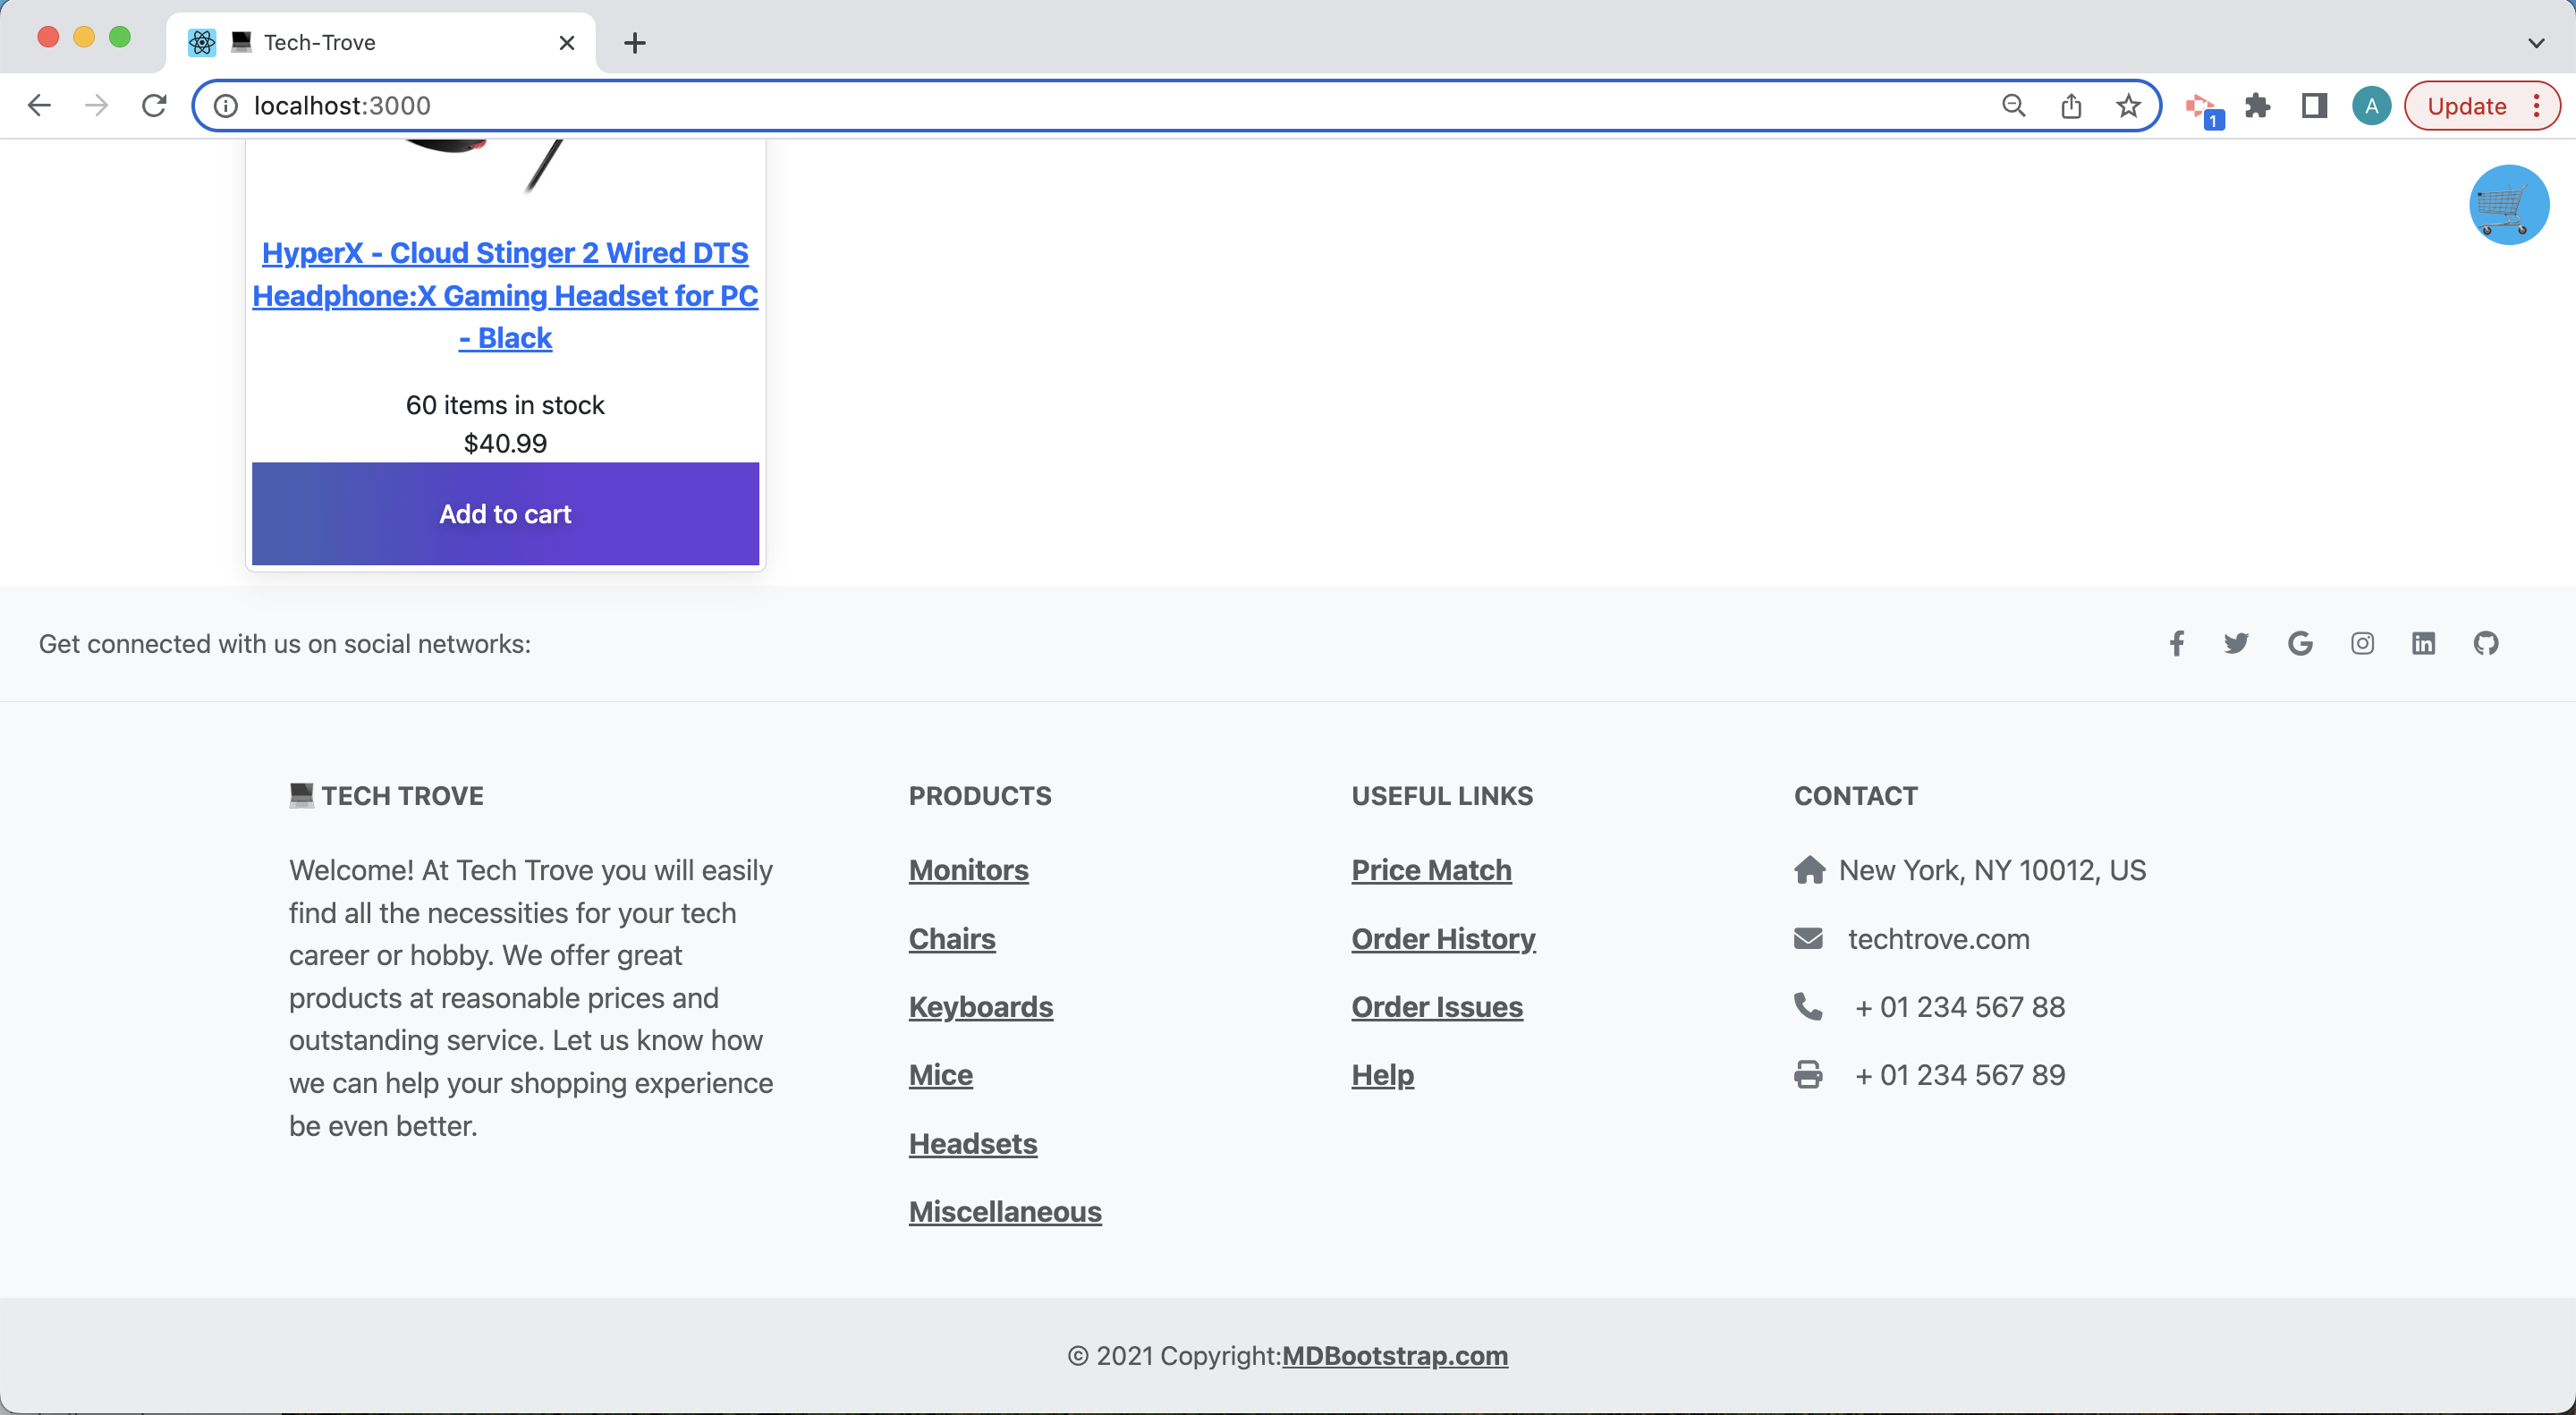 Tech-Trove
localhost:3000
1
A
Update
HyperX - Cloud Stinger 2 Wired DTS
Headphone:X Gaming Headset for PC
- Black
60 items in stock
$40.99
Add to cart
Get connected with us on social networks:
TECH TROVE
Welcome! At Tech Trove you will easily
find all the necessities for your tech
career or hobby. We offer great
products at reasonable prices and
outstanding service. Let us know how
we can help your shopping experience
be even better.
PRODUCTS
Monitors
Chairs
Keyboards
Mice
Headsets
Miscellaneous
USEFUL LINKS
Price Match
Order History
Order Issues
Help
CONTACT
New York, NY 10012, US
techtrove.com
+ 01 234 567 88
+ 01 234 567 89
© 2021 Copyright:MDBootstrap.com